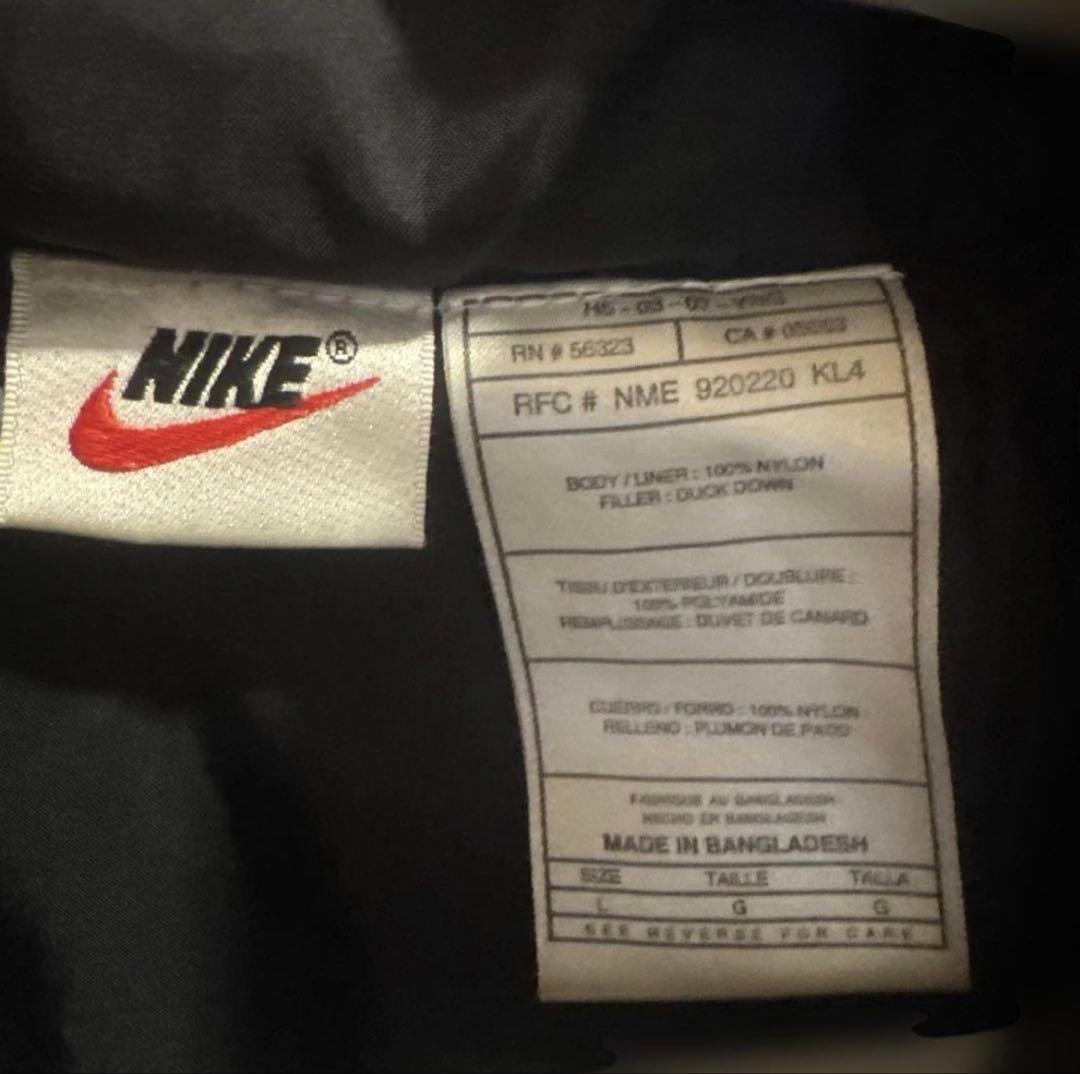 NIKE®
RN # 56323
CA #
RFC # NME 920220 KL4
BODY / LINER : 100% NYLON
FILLER : DUCK DOWN
TISSU D'EXTERIEUR / DOUBLURE :
100% POLYAMIDE
REMPLISSAGE : DUVET DE CANARD
CUERPO / FORRO : 100% NYLON
RELLENO : PLUMON DE PATO
FABRIQUE AU BANGLADESH
HECHO EN BANGLADESH
MADE IN BANGLADESH
SIZE TAILLE TALLA
L G G
SEE REVERSE FOR CARE